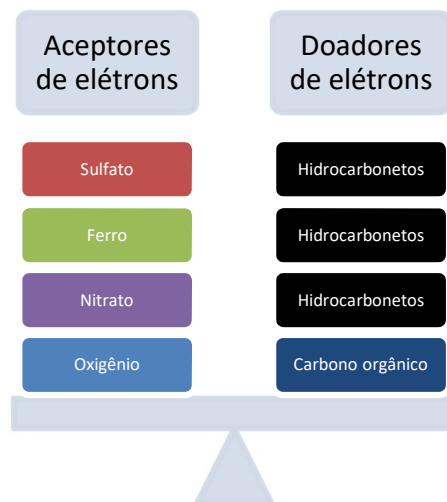 Aceptores
de elétrons
Doadores
de elétrons
Sulfato
Hidrocarbonetos
Ferro
Hidrocarbonetos
Nitrato
Hidrocarbonetos
Oxigênio
Carbono orgânico